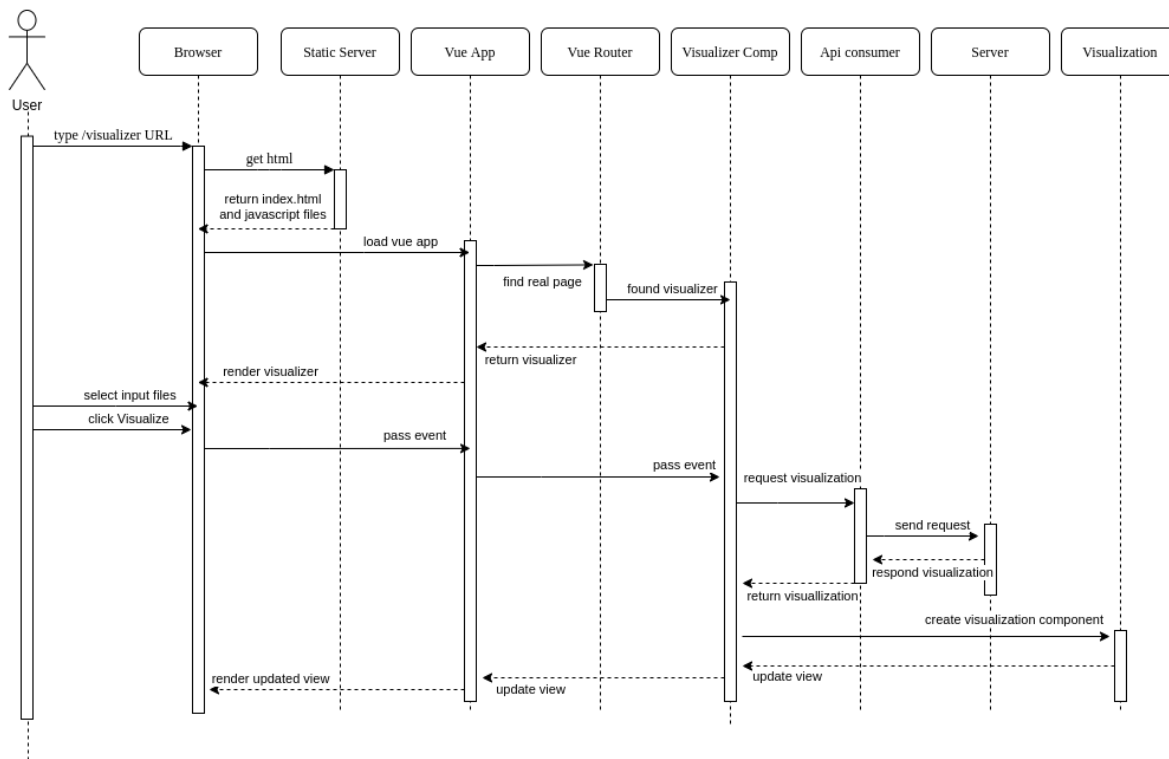 Browser
Static Server
Vue App
Vue Router
Visualizer Comp
Api consumer
Server
Visualization
User
type /visualizer URL
get html
return index.html
and javascript files
load vue app
find real page
found visualizer
return visualizer
render visualizer
select input files
click Visualize
pass event
pass event
request visualization
send request
respond visualization
return visuallization
create visualization component
update view
render updated view
update view